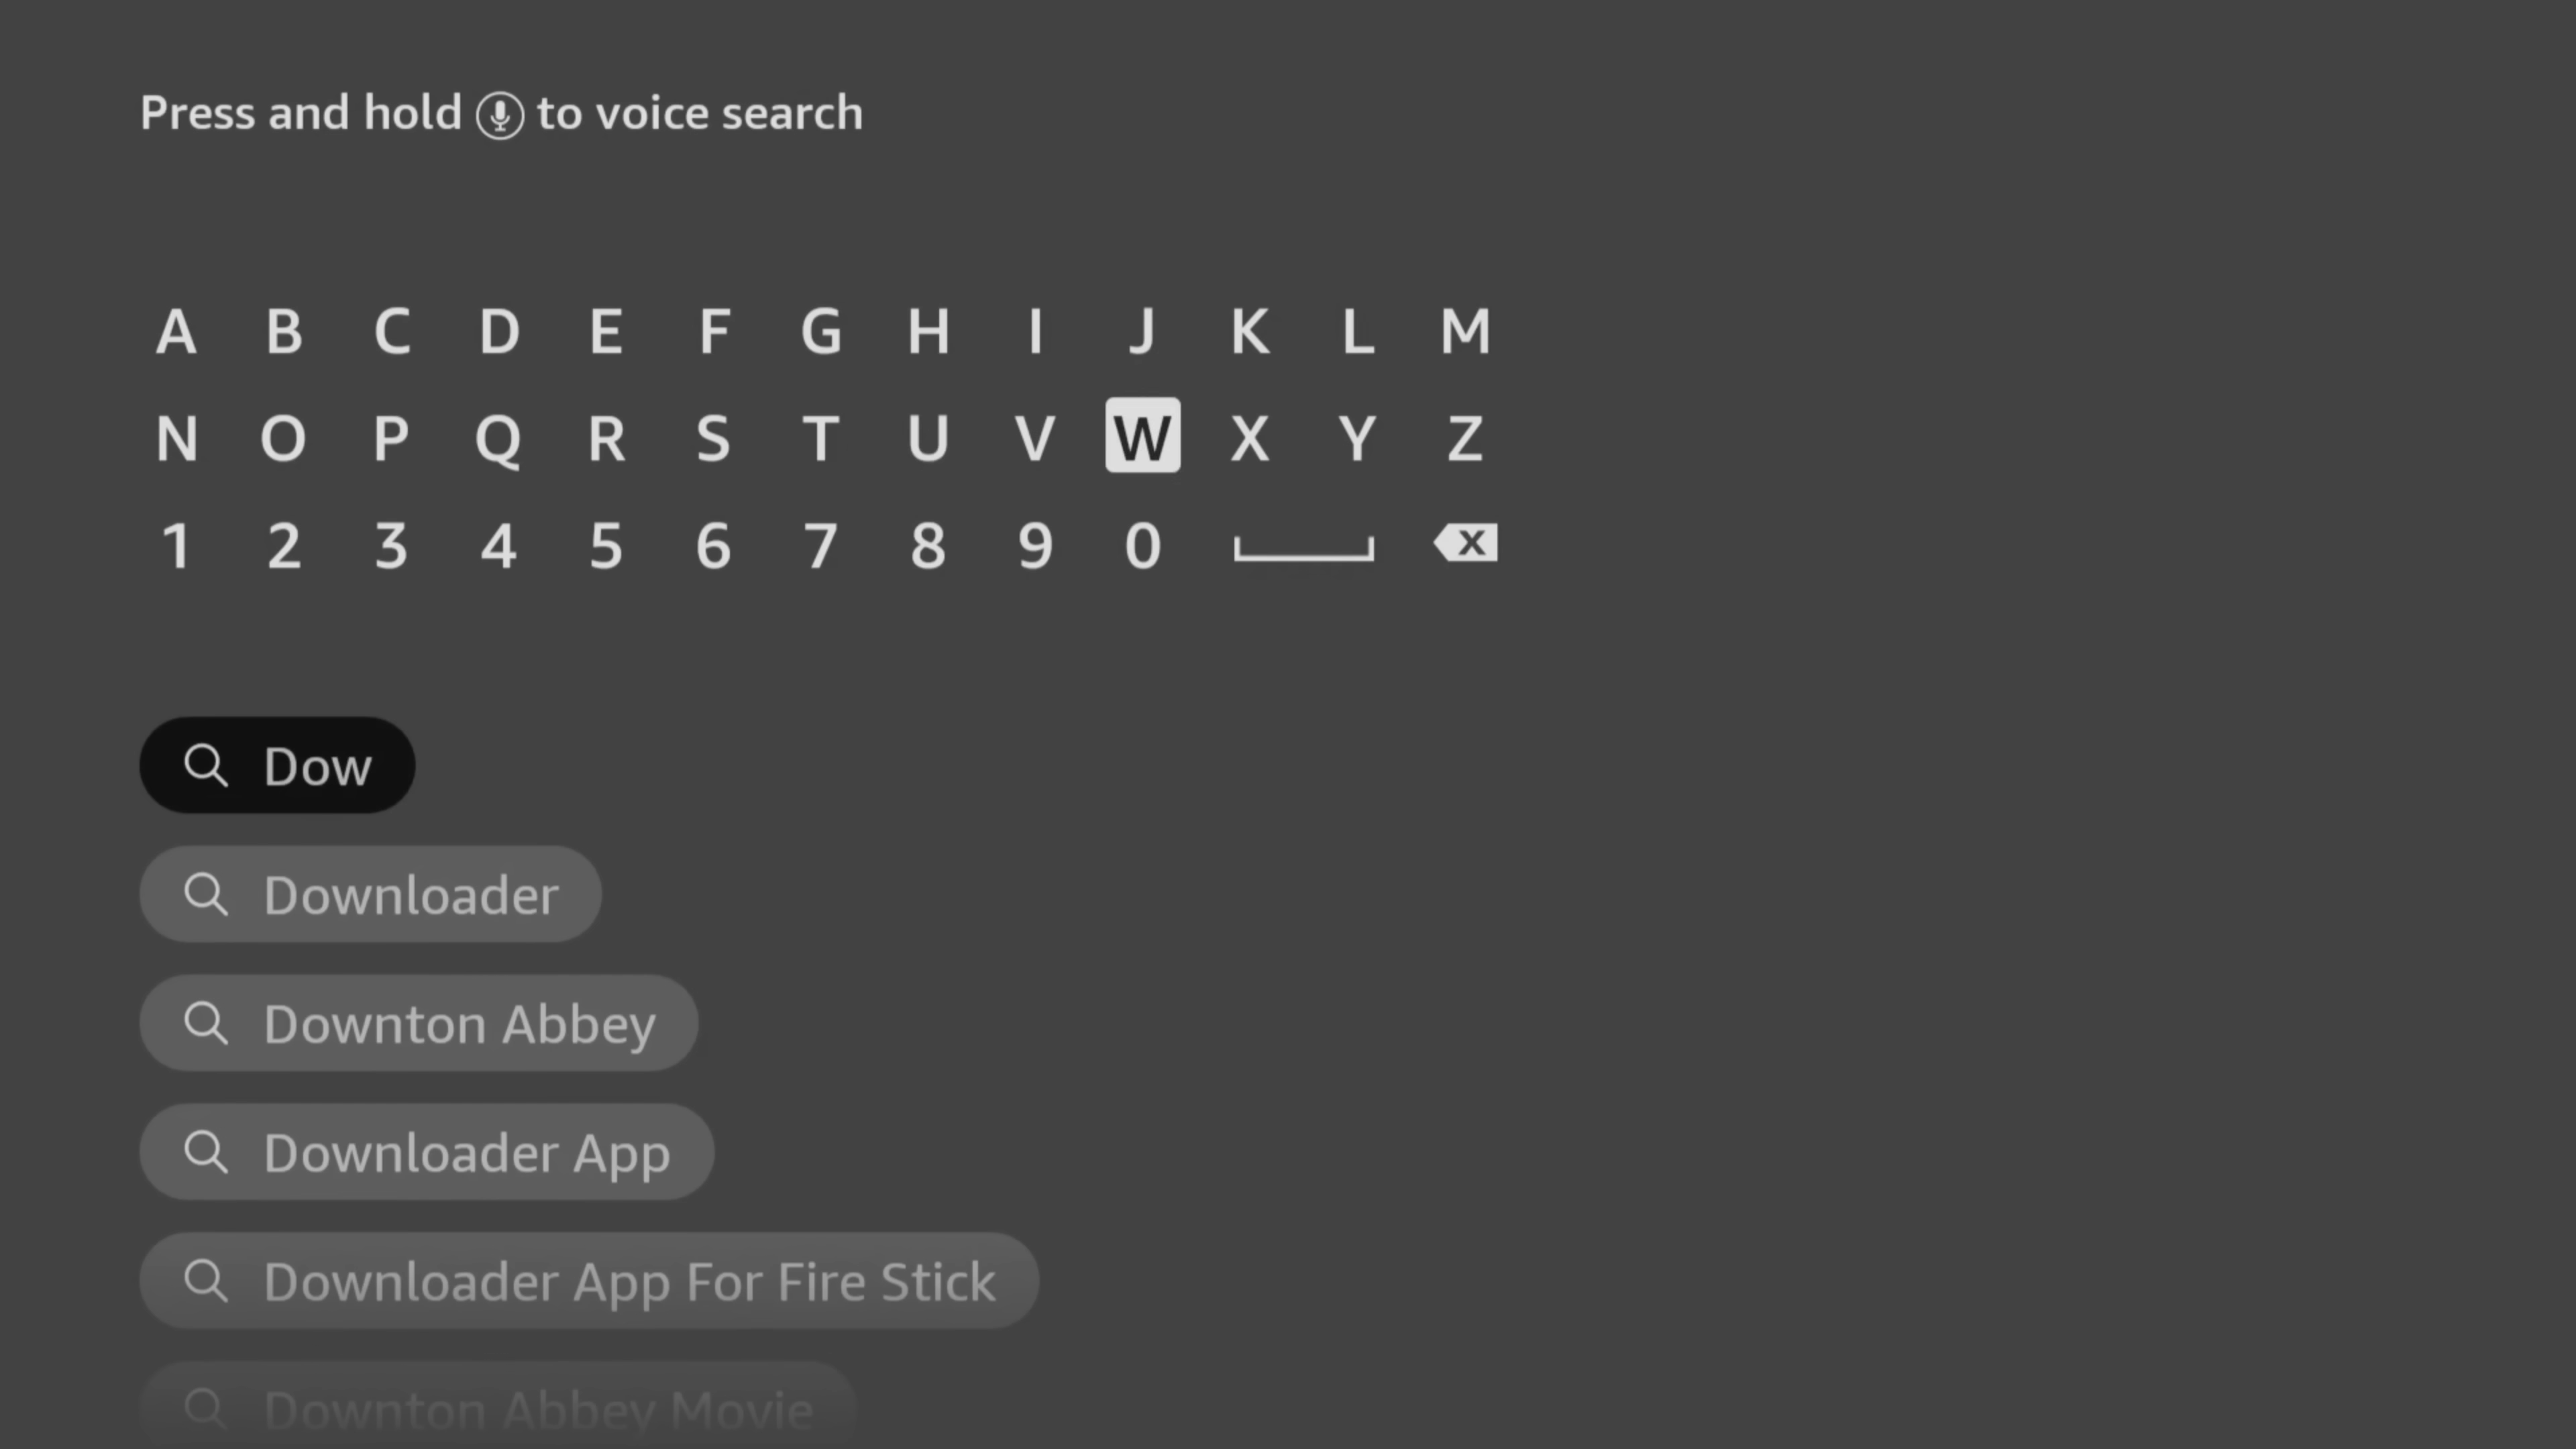 Press and hold to voice search
A B C D E F G H I J K L M
N O P Q R S T U V W X Y Z
1 2 3 4 5 6 7 8 9 0
Dow
Downloader
Downton Abbey
Downloader App
Downloader App For Fire Stick
Downton Abbey Movie